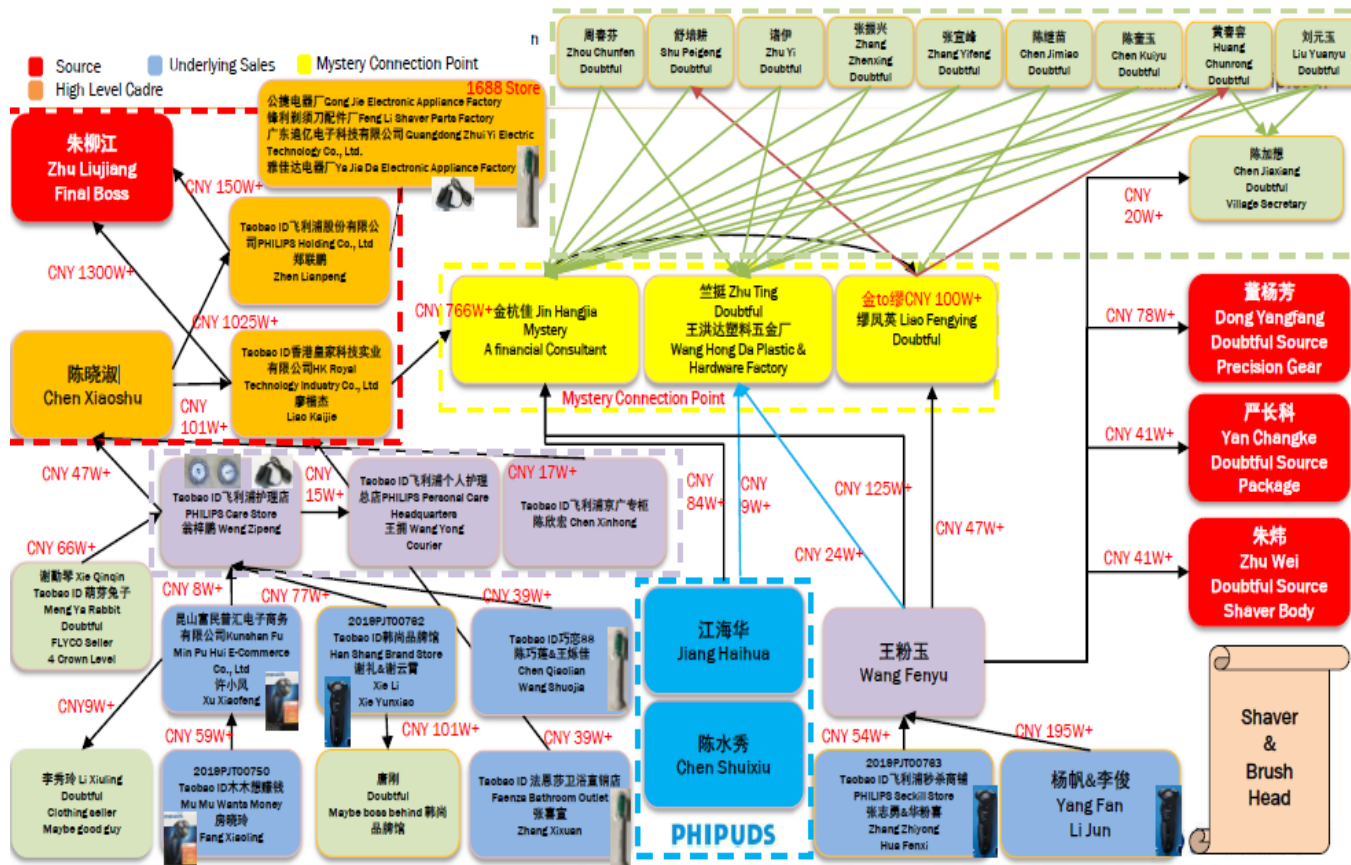 n
周春芬
Zhou Chunfen
Doubtful
舒培耕
Shu Peigeng
Doubtful
诸伊
Zhu Yi
Doubtful
张振兴
Zhang
Zhenxing
Doubtful
张宜峰
Zhang Yifeng
Doubtful
陈继苗
Chen Jimiao
Doubtful
陈奎玉
Chen Kuiyu
Doubtful
黄春容
Huang
Chunrong
Doubtful
刘元玉
Liu Yuanyu
Doubtful
Source
Underlying Sales
Mystery Connection Point
High Level Cadre
1688 Store
公捷电器厂Gong Jie Electronic Appliance Factory
锋利剃须刀配件厂Feng Li Shaver Parts Factory
广东追亿电子科技有限公司 Guangdong Zhui Yi Electric
Technology Co., Ltd.
雅佳达电器厂Ya Jia Da Electronic Appliance Factory
朱柳江
Zhu Liujiang
Final Boss
CNY 150W+
Taobao ID飞利浦股份有限公
司PHILIPS Holding Co., Ltd
郑联鹏
Zhen Lianpeng
CNY 1300W+
CNY 1025W+
陈晓淑
Chen Xiaoshu
CNY
101W+
Taobao ID香港皇家科技实业
有限公司HK Royal
Technology Industry Co., Ltd
廖楷杰
Liao Kaijie
CNY 766W+
金杭佳 Jin Hangjia
Mystery
A financial Consultant
竺挺 Zhu Ting
Doubtful
王洪达塑料五金厂
Wang Hong Da Plastic &
Hardware Factory
金to缪CNY 100W+
缪凤英 Liao Fengying
Doubtful
Mystery Connection Point
陈加想
Chen Jiaxiang
Doubtful
Village Secretary
CNY
20W+
CNY 78W+
董杨芳
Dong Yangfang
Doubtful Source
Precision Gear
CNY 41W+
严长科
Yan Changke
Doubtful Source
Package
CNY 41W+
朱炜
Zhu Wei
Doubtful Source
Shaver Body
CNY 47W+
Taobao ID飞利浦护理店
PHILIPS Care Store
翁梓鹏 Weng Zipeng
CNY
15W+
Taobao ID飞利浦个人护理
总店PHILIPS Personal Care
Headquarters
王拥 Wang Yong
Courier
CNY 17W+
Taobao ID飞利浦京广专柜
陈欣宏 Chen Xinhong
CNY
84W+
CNY
9W+
CNY 125W+
CNY 24W+
CNY 47W+
CNY 66W+
谢勤琴 Xie Qinqin
Taobao ID 萌芽兔子
Meng Ya Rabbit
Doubtful
FLYCO Seller
4 Crown Level
CNY 8W+
CNY 77W+
CNY 39W+
昆山富民普汇电子商务
有限公司Kunshan Fu
Min Pu Hui E-Commerce
Co., Ltd
许小凤
Xu Xiaofeng
2019PJT00762
Taobao ID韩尚品牌馆
Han Shang Brand Store
谢礼&谢云霄
Xie Li
Xie Yunxiao
Taobao ID巧恋88
陈巧莲&王烁佳
Chen Qiaolian
Wang Shuojia
江海华
Jiang Haihua
王粉玉
Wang Fenyu
CNY9W+
CNY 59W+
CNY 101W+
CNY 39W+
CNY 54W+
CNY 195W+
李秀玲 Li Xiuling
Doubtful
Clothing seller
Maybe good guy
2019PJT00750
Taobao ID木木想赚钱
Mu Mu Wants Money
房晓玲
Fang Xiaoling
唐刚
Doubtful
Maybe boss behind 韩尚
品牌馆
Taobao ID 法恩莎卫浴直销店
Faenza Bathroom Outlet
张喜宣
Zhang Xixuan
陈水秀
Chen Shuixiu
PHIPUDS
2019PJT00763
Taobao ID飞利浦秒杀商铺
PHILIPS Seckill Store
张志勇&华粉喜
Zhang Zhiyong
Hua Fenxi
杨帆&李俊
Yang Fan
Li Jun
Shaver
&
Brush
Head